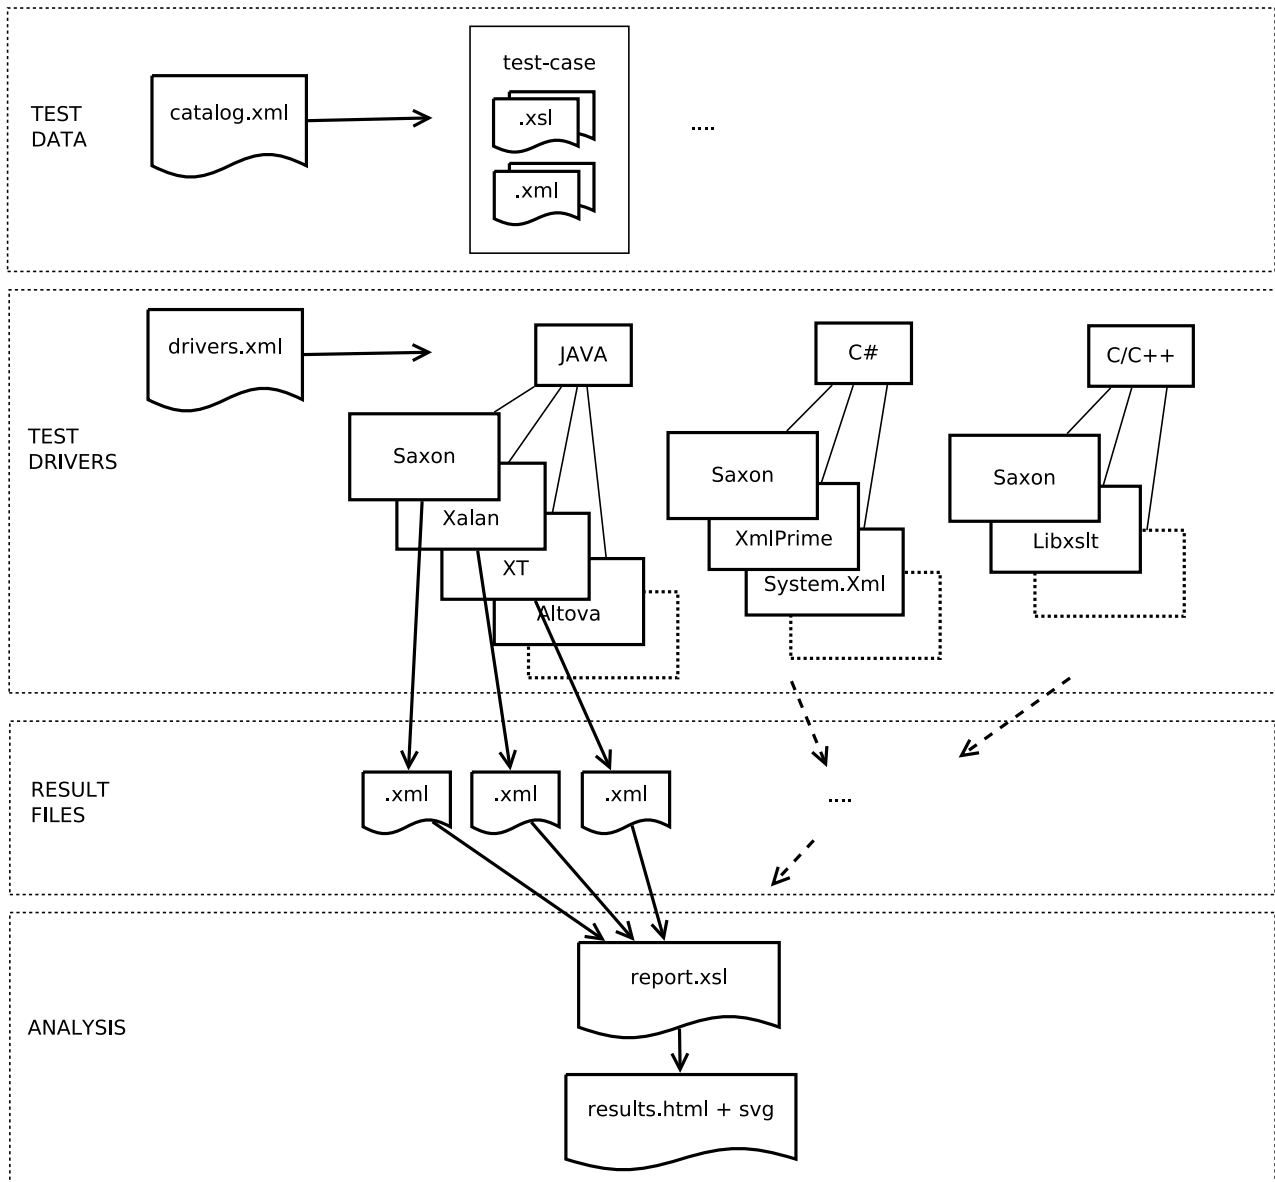 TEST
DATA
catalog.xml
test-case
.xsl
.xml
....
TEST
DRIVERS
drivers.xml
JAVA
Saxon
Xalan
XT
Altova
C#
Saxon
XmlPrime
System.Xml
C/C++
Saxon
Libxslt
RESULT
FILES
.xml
.xml
.xml
....
ANALYSIS
report.xsl
results.html + svg